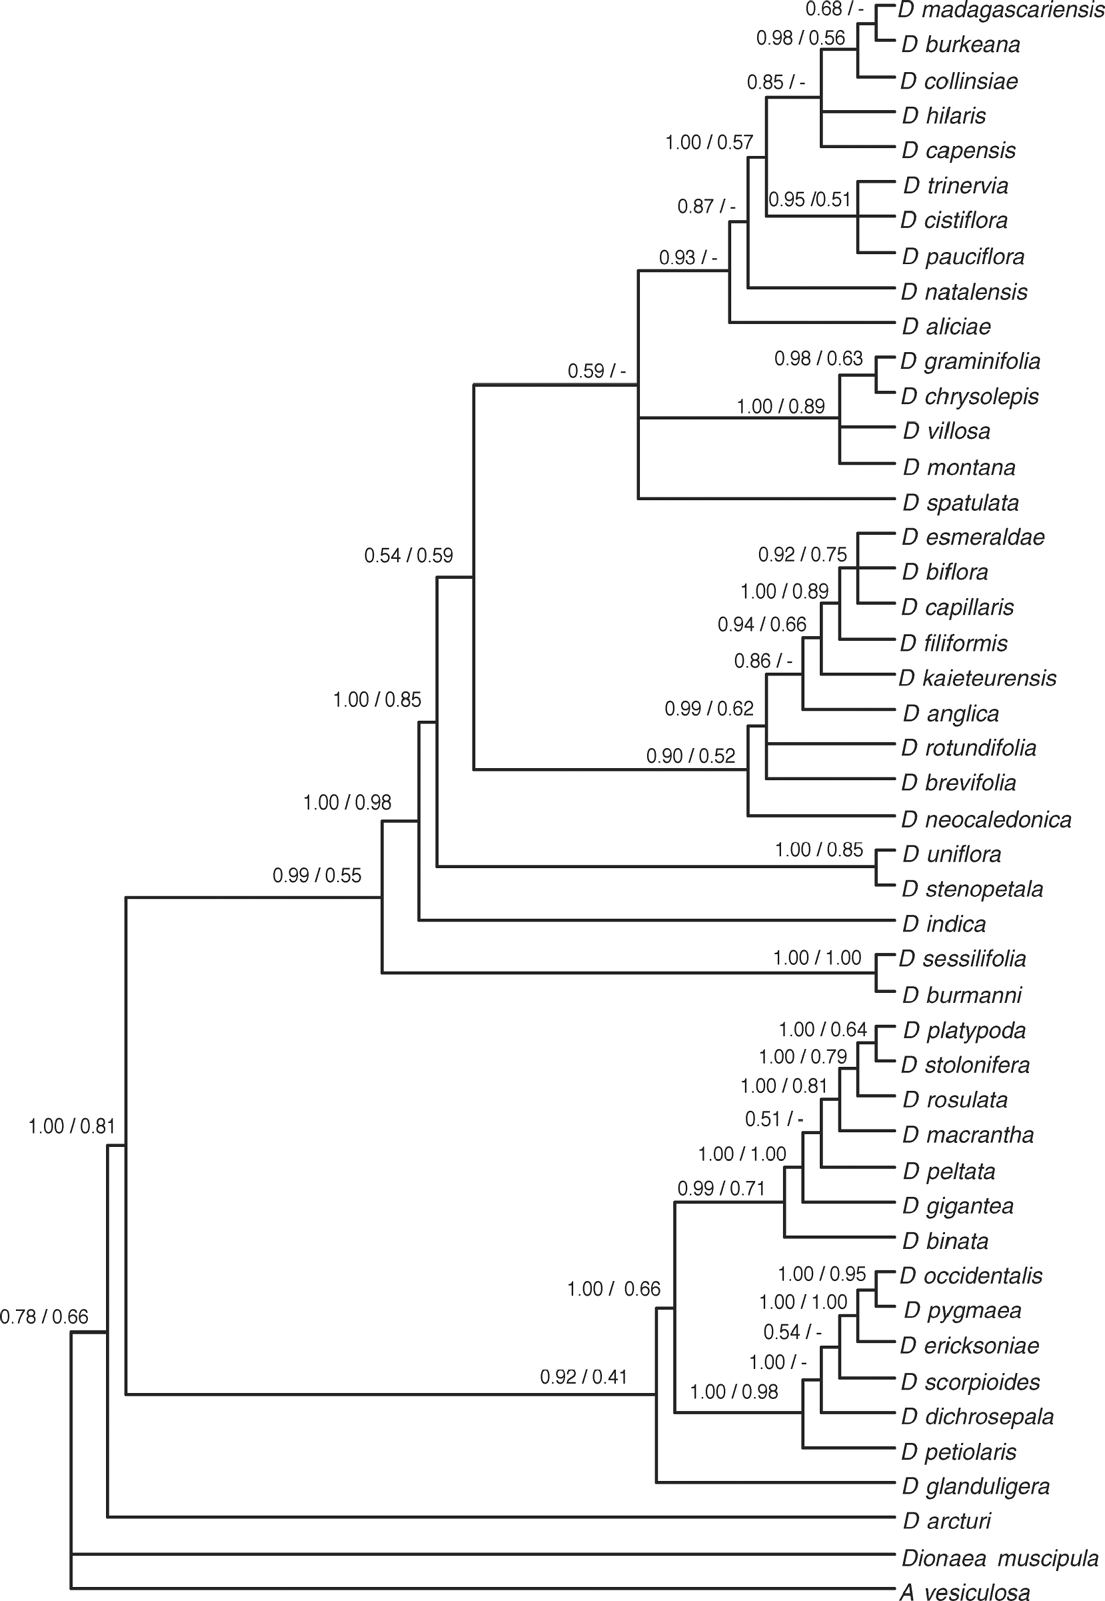 0.68 / -
D madagascariensis
0.98 / 0.56
D burkeana
0.85 / -
D collinsiae
D hilaris
1.00 / 0.57
D capensis
D trinervia
0.95 /0.51
0.87 / -
D cistiflora
0.93 / -
D pauciflora
D natalensis
D aliciae
0.98 / 0.63
D graminifolia
0.59 / -
D chrysolepis
1.00 / 0.89
D villosa
D montana
D spatulata
D esmeraldae
0.54 / 0.59
0.92 / 0.75
D biflora
1.00 / 0.89
D capillaris
0.94 / 0.66
D filiformis
0.86 / -
D kaieteurensis
1.00 / 0.85
0.99 / 0.62
D anglica
D rotundifolia
0.90 / 0.52
D brevifolia
1.00 / 0.98
D neocaledonica
1.00 / 0.85
D uniflora
0.99 / 0.55
D stenopetala
D indica
1.00 / 1.00
D sessilifolia
D burmanni
1.00 / 0.64
D platypoda
1.00 / 0.79
D stolonifera
1.00 / 0.81
D rosulata
0.51 / -
1.00 / 0.81
D macrantha
1.00 / 1.00
D peltata
0.99 / 0.71
D gigantea
D binata
1.00 / 0.95
D occidentalis
1.00 /  0.66
1.00 / 1.00
D pygmaea
0.78 / 0.66
0.54 / -
D ericksoniae
1.00 / -
0.92 / 0.41
D scorpioides
1.00 / 0.98
D dichrosepala
D petiolaris
D glanduligera
D arcturi
Dionaea muscipula
A vesiculosa